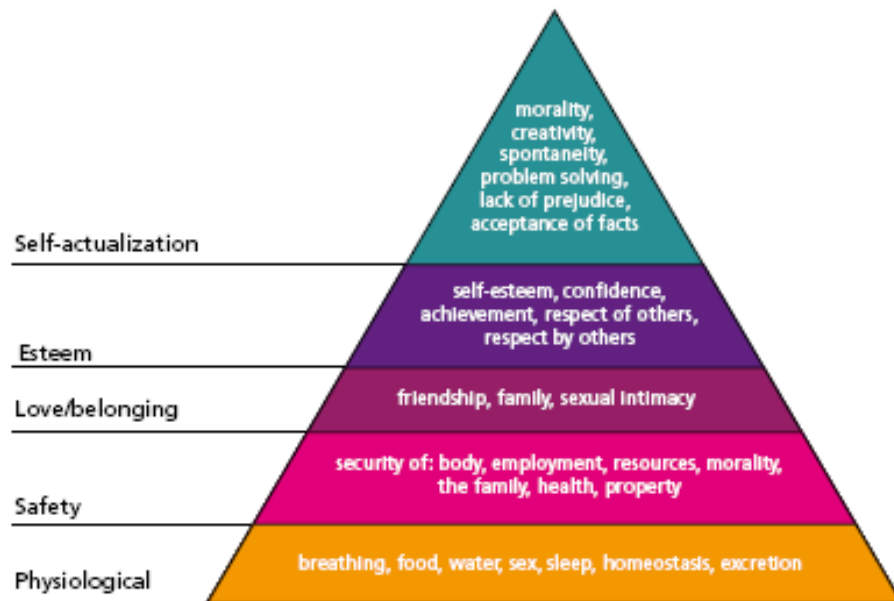 morality,
creativity,
spontaneity,
problem solving,
lack of prejudice,
acceptance of facts
Self-actualization
self-esteem, confidence,
achievement, respect of others,
respect by others
Esteem
friendship, family, sexual intimacy
Love/belonging
security of: body, employment, resources, morality,
the family, health, property
Safety
breathing, food, water, sex, sleep, homeostasis, excretion
Physiological